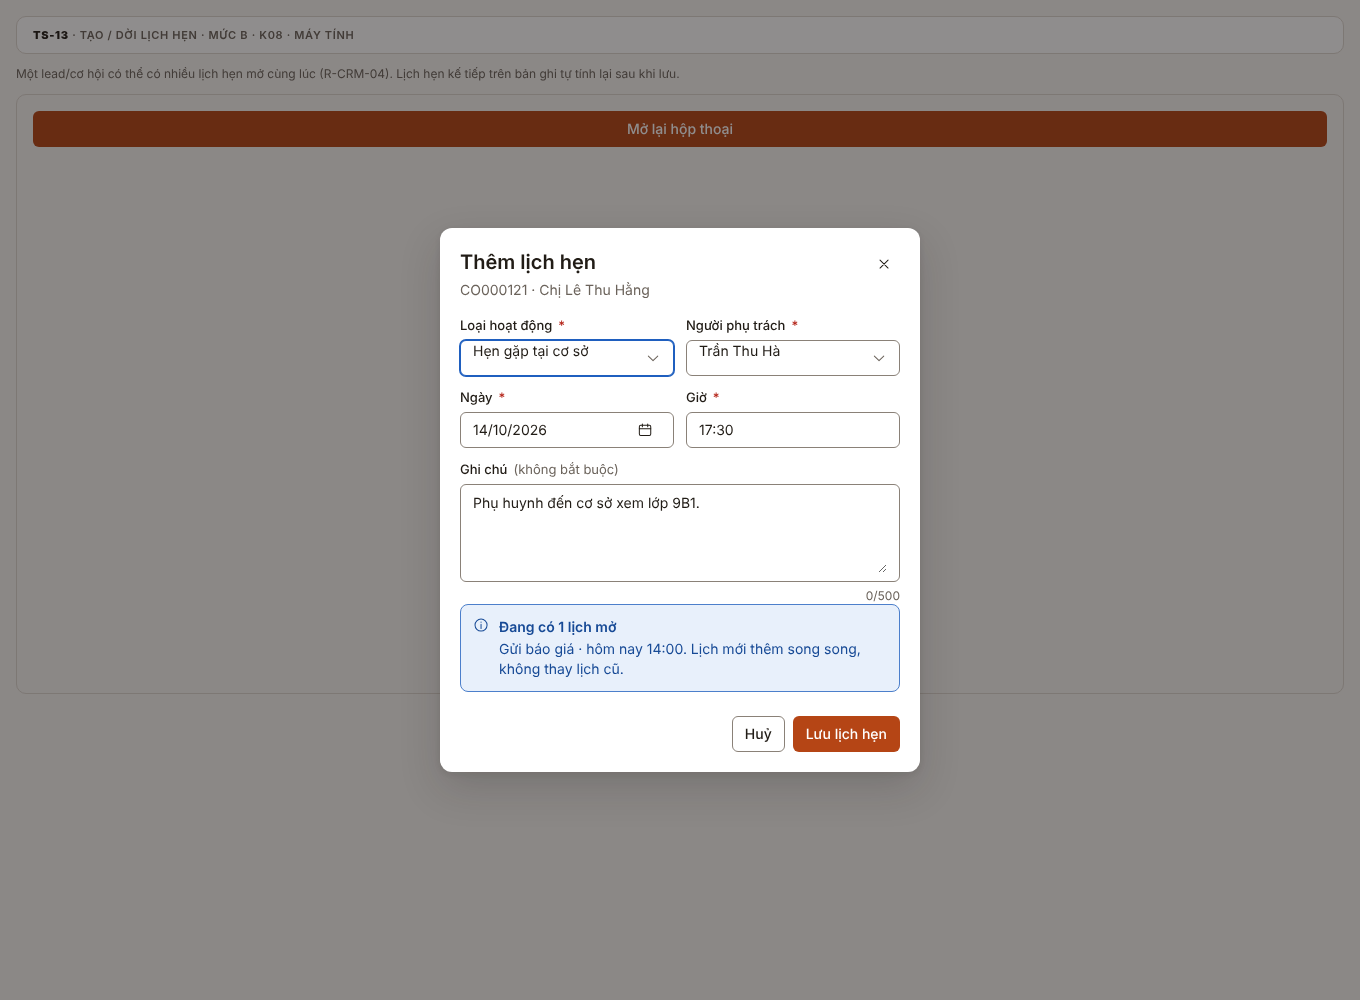 TS-13 · TẠO / DỜI LỊCH HẸN · MỨC B · K08 · MÁY TÍNH
Một lead/cơ hội có thể có nhiều lịch hẹn mở cùng lúc (R-CRM-04). Lịch hẹn kế tiếp trên bản ghi tự tính lại sau khi lưu.
Mở lại hộp thoại
Thêm lịch hẹn
CO000121 · Chị Lê Thu Hằng
Loại hoạt động * Người phụ trách *
Hẹn gặp tại cơ sở Trần Thu Hà
Ngày * Giờ *
14/10/2026 17:30
Ghi chú (không bắt buộc)
Phụ huynh đến cơ sở xem lớp 9B1.
0/500
Đang có 1 lịch mở
Gửi báo giá · hôm nay 14:00. Lịch mới thêm song song,
không thay lịch cũ.
Huỷ Lưu lịch hẹn